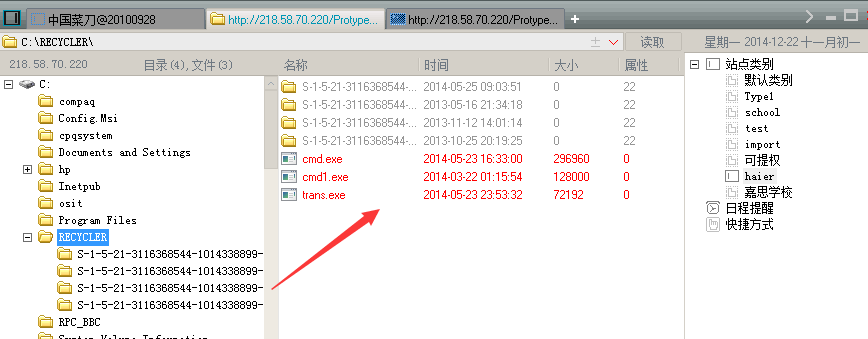 中国菜刀@20100928
http://218.58.70.220/Protype...
http://218.58.70.220/Protype...
C:\RECYCLER\
读取
星期一 2014-12-22 十一月初一
218.58.70.220
目录(4),文件(3)
名称 时间 大小 属性
C:
compaq
Config.Msi
cpqsystem
Documents and Settings
hp
Inetpub
osit
Program Files
RECYCLER
S-1-5-21-3116368544-1014338899-
S-1-5-21-3116368544-1014338899-
S-1-5-21-3116368544-1014338899-
S-1-5-21-3116368544-1014338899-
RPC_BBC
System Volume Information
S-1-5-21-3116368544-... 2014-05-25 09:03:51 0 22
S-1-5-21-3116368544-... 2013-05-16 21:34:18 0 22
S-1-5-21-3116368544-... 2013-11-12 14:01:14 0 22
S-1-5-21-3116368544-... 2013-10-25 20:19:25 0 22
cmd.exe 2014-05-23 16:33:00 296960 0
cmd1.exe 2014-03-22 01:15:54 128000 0
trans.exe 2014-05-23 23:53:32 72192 0
站点类别
默认类别
Type1
school
test
import
可提权
haier
嘉思学校
日程提醒
快捷方式